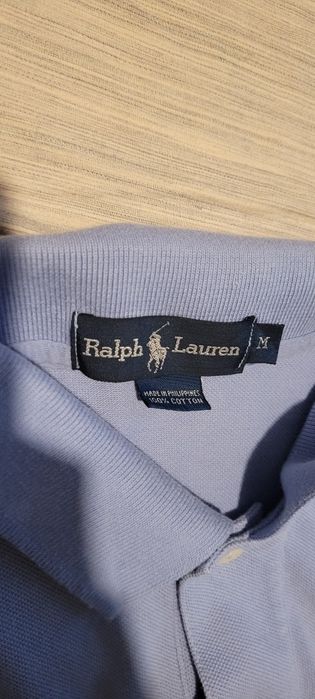 Ralph Lauren
M
MADE IN PHILIPPINES
100% COTTON